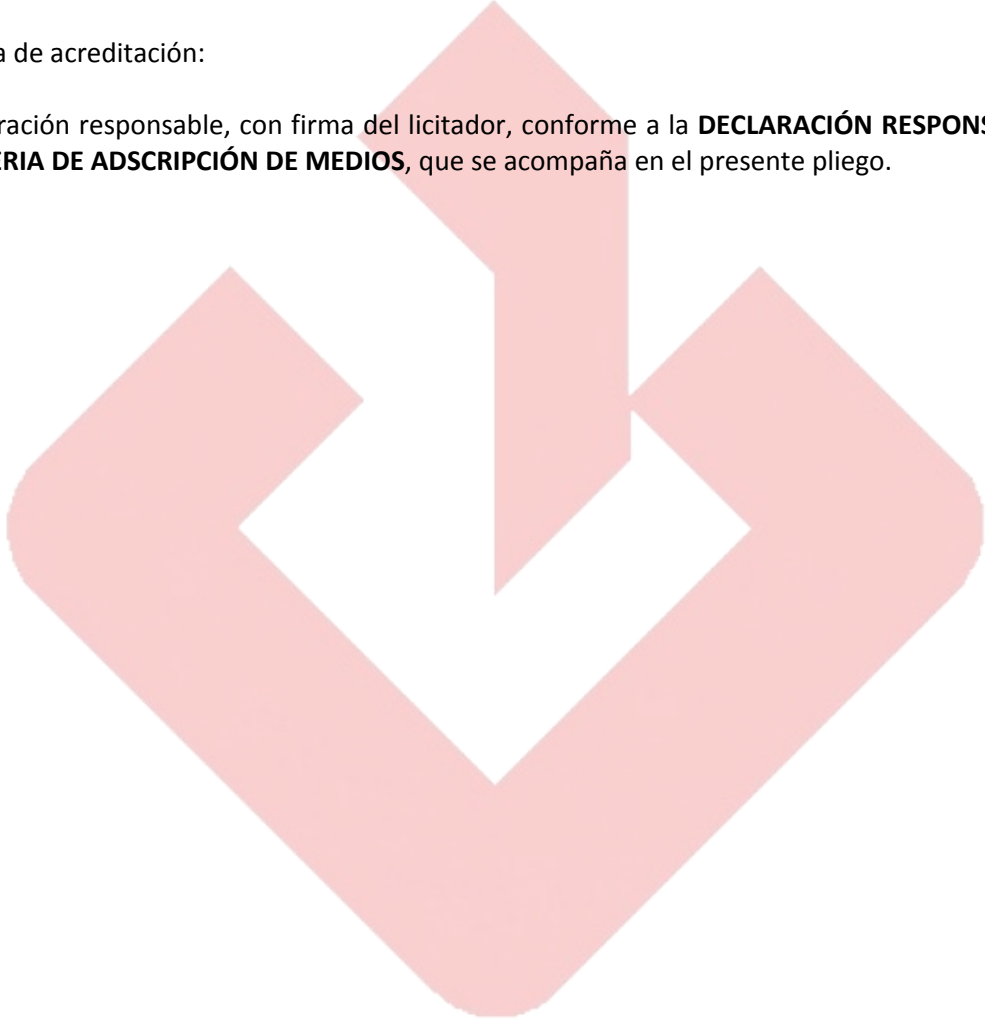 a de acreditación:
ración responsable, con firma del licitador, conforme a la DECLARACIÓN RESPONS
ERIA DE ADSCRIPCIÓN DE MEDIOS, que se acompaña en el presente pliego.